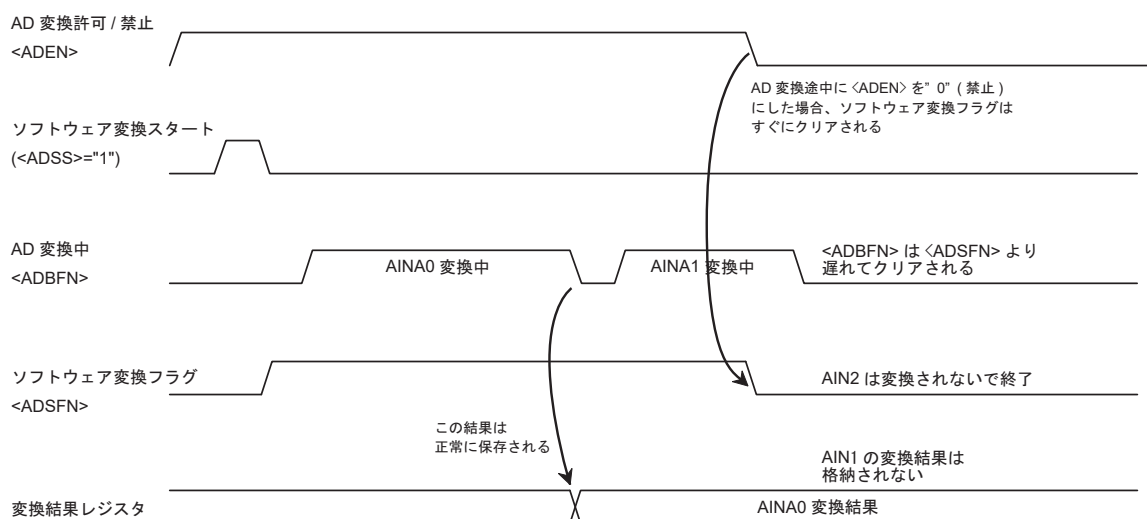 AD 変換許可 / 禁止
<ADEN>
AD 変換途中に <ADEN> を" 0" ( 禁止 )
にした場合、ソフトウェア変換フラグは
すぐにクリアされる
ソフトウェア変換スタート
(<ADSS>="1")
AD 変換中
<ADBFN>
AINA0 変換中
AINA1 変換中
<ADBFN> は <ADSFN> より
遅れてクリアされる
ソフトウェア変換フラグ
<ADSFN>
AIN2 は変換されないで終了
この結果は
正常に保存される
AIN1 の変換結果は
格納されない
変換結果レジスタ
AINA0 変換結果